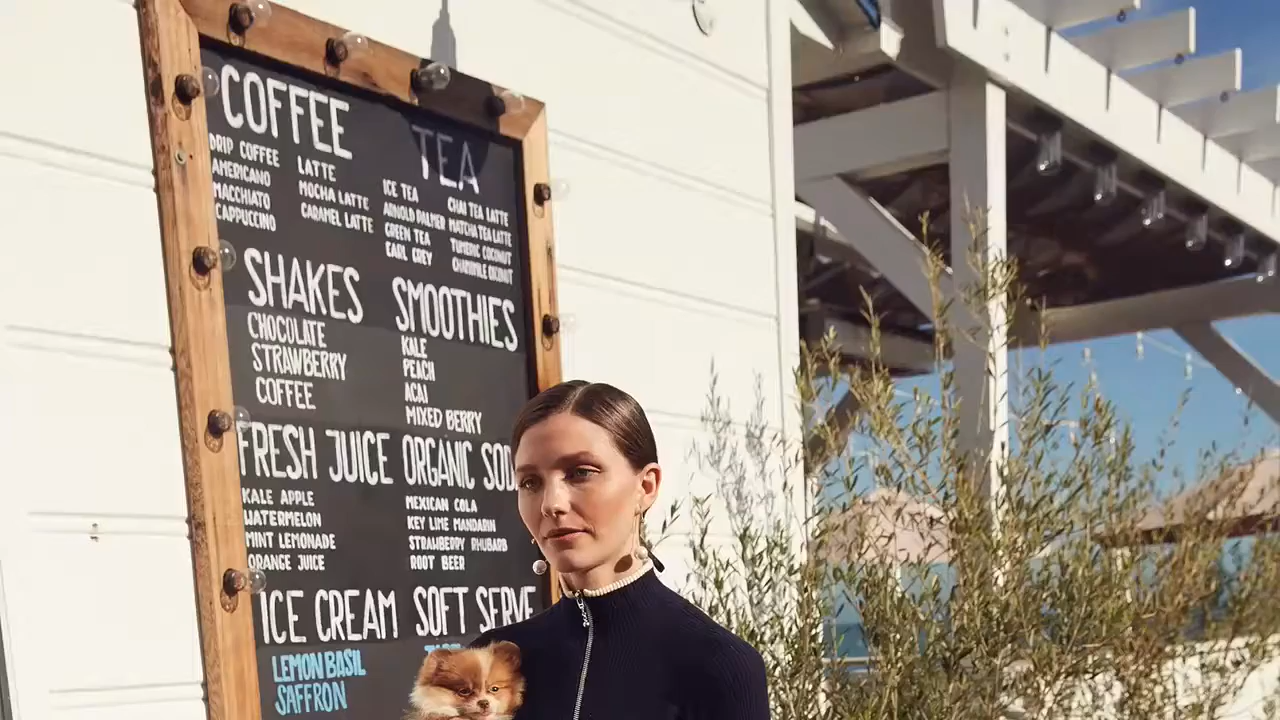 COFFEE
DRIP COFFEE
AMERICANO
MACCHIATO
CAPPUCCINO
LATTE
MOCHA LATTE
CARAMEL LATTE
TEA
ICE TEA
ARNOLD PALMER
GREEN TEA
EARL GREY
CHAI TEA LATTE
MATCHA TEA LATTE
TUMERIC COCONUT
CHAMOMILE COCONUT
SHAKES
CHOCOLATE
STRAWBERRY
COFFEE
SMOOTHIES
KALE
PEACH
ACAI
MIXED BERRY
FRESH JUICE
KALE APPLE
WATERMELON
MINT LEMONADE
ORANGE JUICE
ORGANIC SOD
MEXICAN COLA
KEY LIME MANDARIN
STRAWBERRY RHUBARB
ROOT BEER
ICE CREAM
LEMON BASIL
SAFFRON
SOFT SERVE